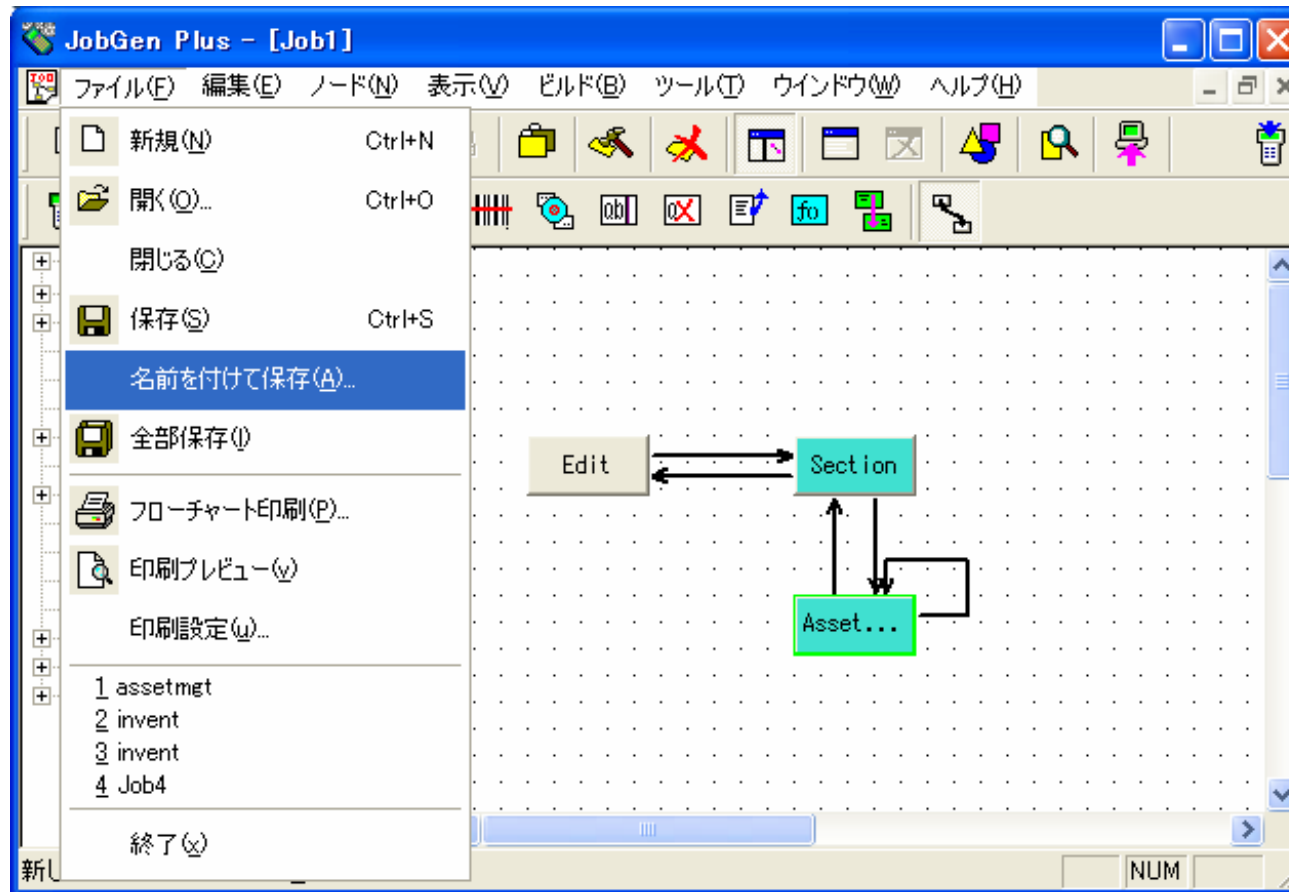 JobGen Plus - [Job1]
ファイル(F) 編集(E) ノード(N) 表示(V) ビルド(B) ツール(T) ウインドウ(W) ヘルプ(H)
新規(N) Ctrl+N
開く(O)... Ctrl+O
閉じる(C)
保存(S) Ctrl+S
名前を付けて保存(A)...
全部保存(I)
フローチャート印刷(P)...
印刷プレビュー(v)
印刷設定(u)...
1 assetmgt
2 invent
3 invent
4 Job4
終了(x)
Edit
Section
Asset...
新し
NUM